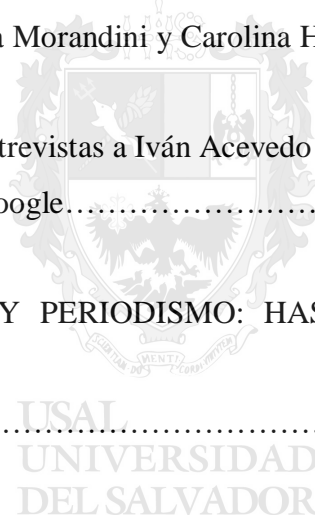 a Morandini y Carolina H
trevistas a Iván Acevedo
oogle……………….…..
Y PERIODISMO: HAS
……………………………
USAL
UNIVERSIDAD
DEL SALVADOR